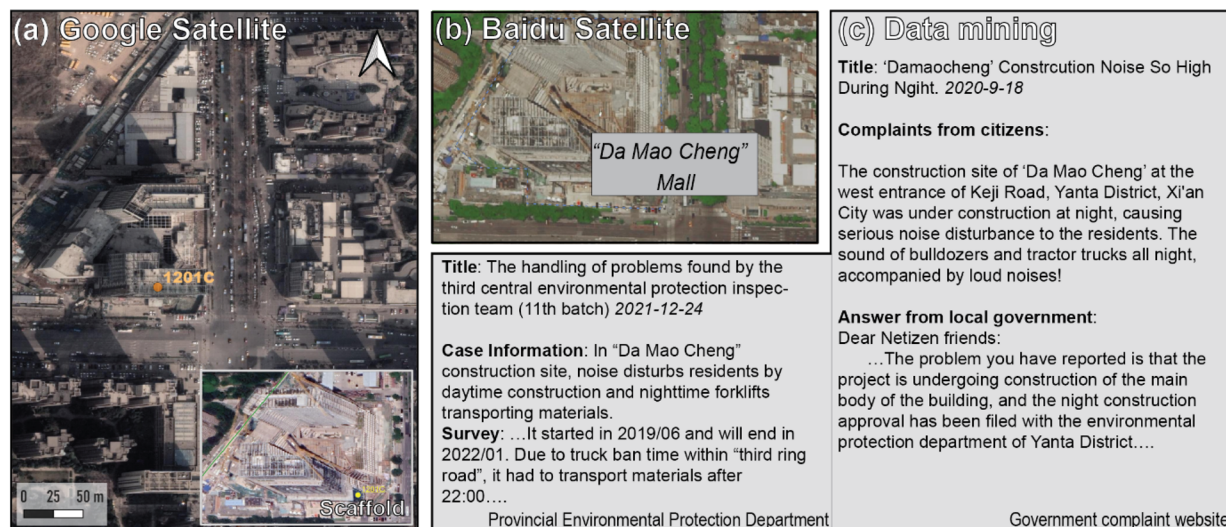 (a) Google Satellite
1201C
0 25 50 m
Scaffold
(b) Baidu Satellite
“Da Mao Cheng”
Mall
Title: The handling of problems found by the
third central environmental protection inspec-
tion team (11th batch) 2021-12-24
Case Information: In “Da Mao Cheng”
construction site, noise disturbs residents by
daytime construction and nighttime forklifts
transporting materials.
Survey: …It started in 2019/06 and will end in
2022/01. Due to truck ban time within “third ring
road”, it had to transport materials after
22:00….
Provincial Environmental Protection Department
(c) Data mining
Title: ‘Damaocheng’ Constrcution Noise So High
During Ngiht. 2020-9-18
Complaints from citizens:
The construction site of ‘Da Mao Cheng’ at the
west entrance of Keji Road, Yanta District, Xi'an
City was under construction at night, causing
serious noise disturbance to the residents. The
sound of bulldozers and tractor trucks all night,
accompanied by loud noises!
Answer from local government:
Dear Netizen friends:
…The problem you have reported is that the
project is undergoing construction of the main
body of the building, and the night construction
approval has been filed with the environmental
protection department of Yanta District….
Government complaint website